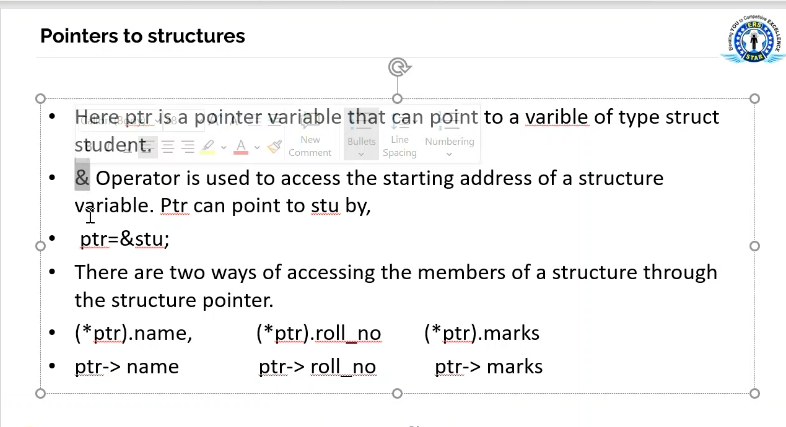 Pointers to structures
• Here ptr is a pointer variable that can point to a varible of type struct
student.
New
Comment
Bullets
Line
Spacing
Numbering
• & Operator is used to access the starting address of a structure
variable. Ptr can point to stu by,
• ptr=&stu;
• There are two ways of accessing the members of a structure through
the structure pointer.
• (*ptr).name, (*ptr).roll_no (*ptr).marks
• ptr-> name ptr-> roll_no ptr-> marks